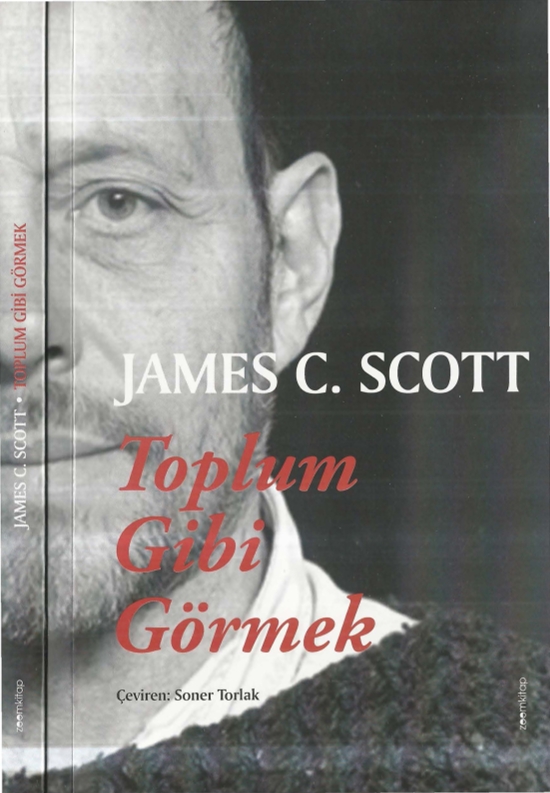 JAMES C. SCOTT • TOPLUM GİBİ GÖRMEK
zoomkitap
JAMES C. SCOTT
Toplum
Gibi
Görmek
Çeviren: Soner Torlak
zoomkitap